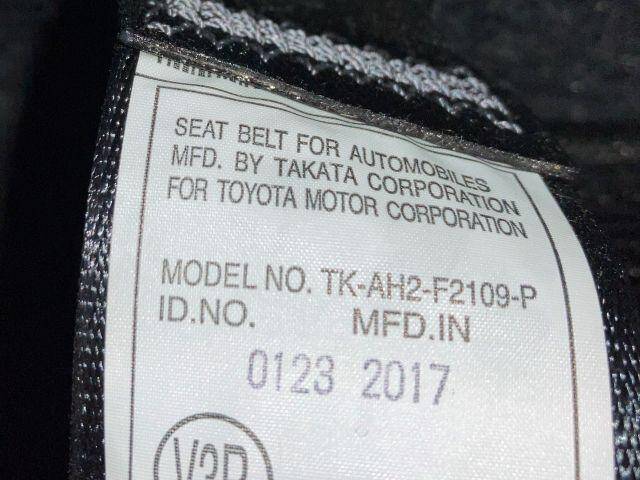 SEAT BELT FOR AUTOMOBILES
MFD. BY TAKATA CORPORATION
FOR TOYOTA MOTOR CORPORATION
MODEL NO. TK-AH2-F2109-P
ID.NO. MFD.IN
0123 2017